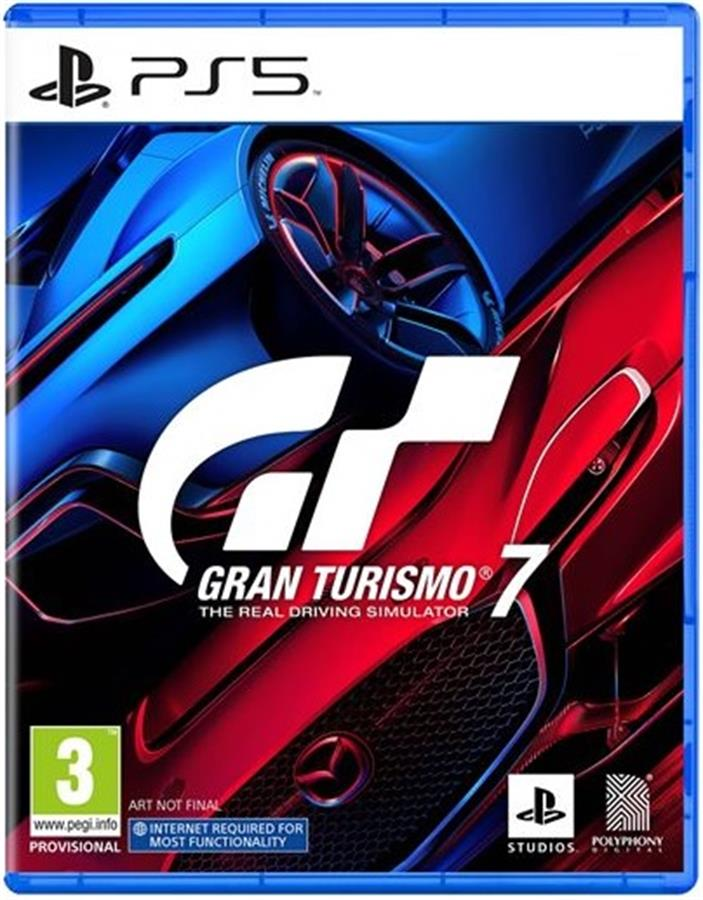 PS5
GT
GRAN TURISMO® 7
THE REAL DRIVING SIMULATOR
3
www.pegi.info
PROVISIONAL
ART NOT FINAL
INTERNET REQUIRED FOR
MOST FUNCTIONALITY
STUDIOS™
POLYPHONY
DIGITAL